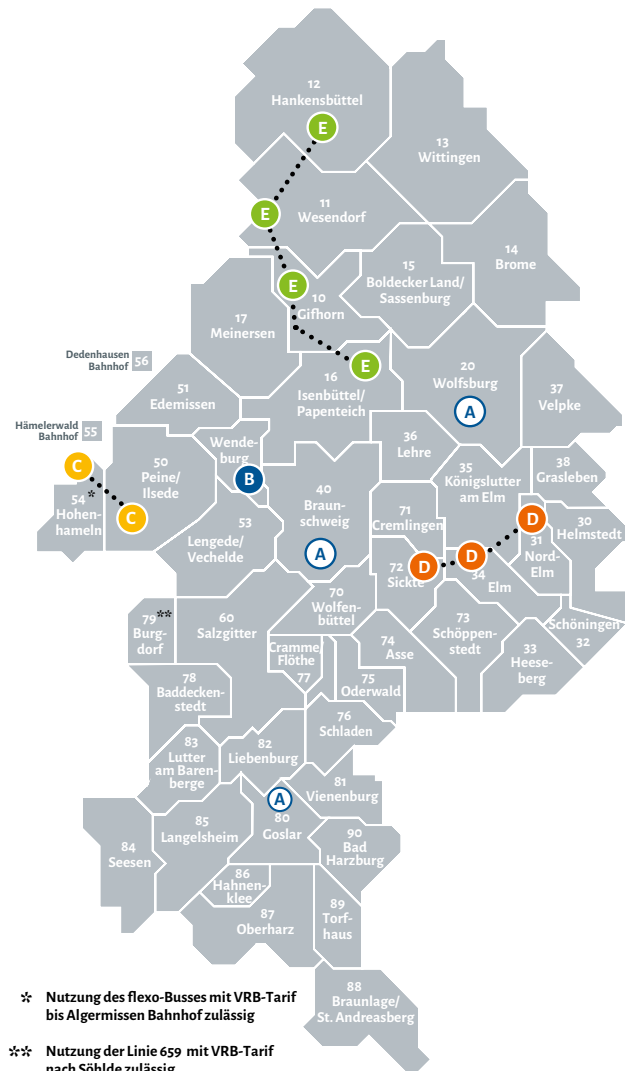 12
Hankensbüttel
E
13
Wittingen
11
Wesendorf
E
14
Brome
15
Boldecker Land/
Sassenburg
E
10
Gifhorn
17
Meinersen
E
16
Isenbüttel/
Papenteich
20
Wolfsburg
A
Dedenhausen
Bahnhof 56
51
Edemissen
37
Velpke
Hämelerwald
Bahnhof 55
50
Peine/
Ilsede
Wende-
burg
B
36
Lehre
35
Königslutter
am Elm
38
Grasleben
C
54 *
Hohen-
hameln
C
40
Braun-
schweig
A
71
Cremlingen
30
Helmstedt
D
31
Nord-
Elm
53
Lengede/
Vechelde
72
Sickte
D
D
34
Elm
70
Wolfen-
büttel
79 **
Burg-
dorf
60
Salzgitter
73
Schöppen-
stedt
Schöningen
32
74
Asse
33
Heese-
berg
Cramme/
Flöthe
77
75
Oderwald
78
Baddecken-
stedt
76
Schladen
83
Lutter
am Baren-
berge
82
Liebenburg
81
Vienenburg
A
80
Goslar
84
Seesen
85
Langelsheim
90
Bad
Harzburg
86
Hahnen-
klee
87
Oberharz
89
Torf-
haus
88
Braunlage/
St. Andreasberg
* Nutzung des flexo-Busses mit VRB-Tarif
bis Algermissen Bahnhof zulässig
** Nutzung der Linie 659 mit VRB-Tarif
nach Söhlde zulässig